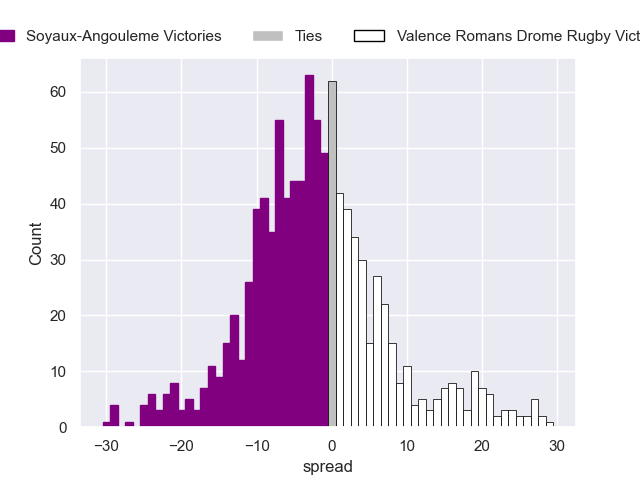 Soyaux-Angouleme Victories Ties Valence Romans Drome Rugby Vict
60
50
40
30
20
10
0
Count
−30 −20 −10 0 10 20 30
spread